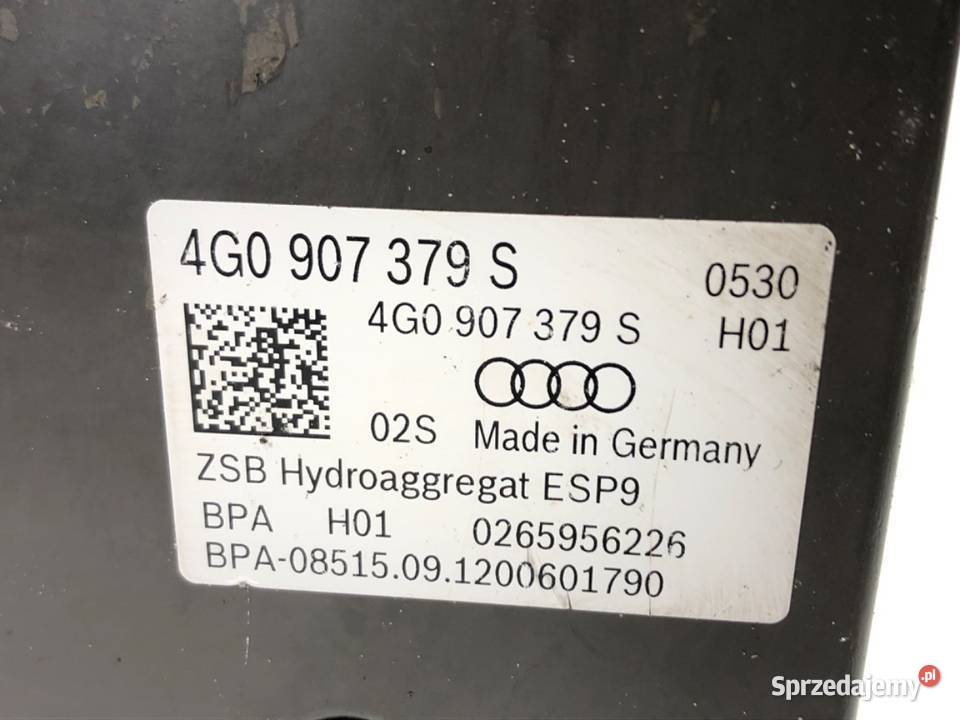 4G0 907 379 S
0530
4G0 907 379 S
H01
02S Made in Germany
ZSB Hydroaggregat ESP9
BPA H01 0265956226
BPA-08515.09.1200601790
Sprzedajemy.pl